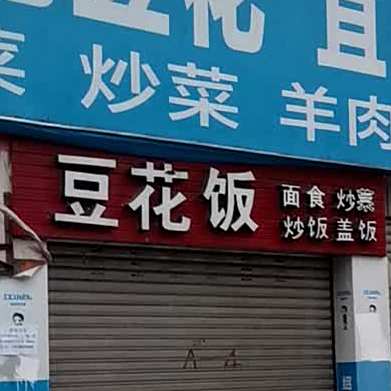 豆花
菜 炒菜 羊肉
豆花饭
面食 炒菜
炒饭 盖饭